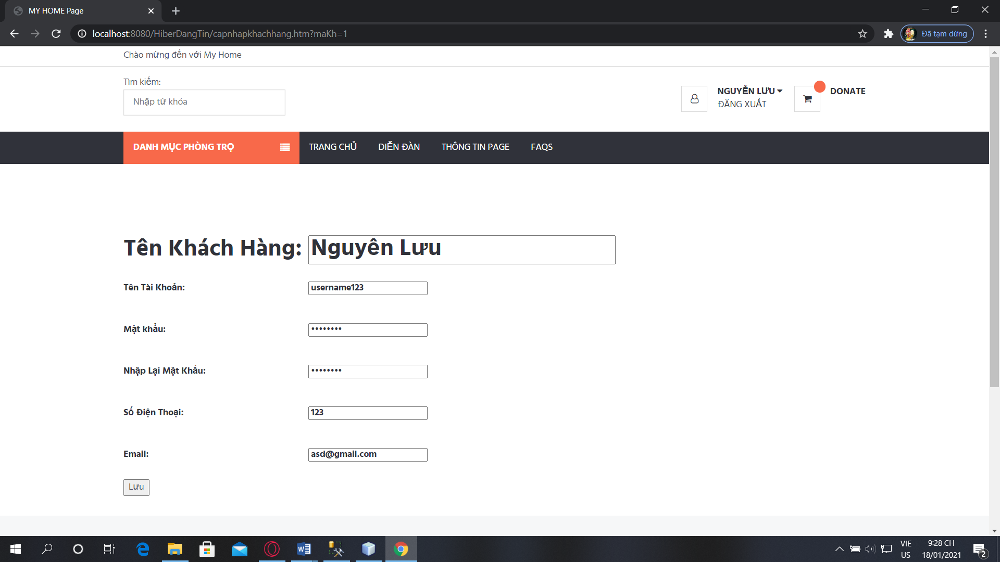 MY HOME Page
localhost:8080/HiberDangTin/capnhapkhachhang.htm?maKh=1
Đã tạm dừng
Chào mừng đến với My Home
Tìm kiếm:
Nhập từ khóa
NGUYỄN LƯU
ĐĂNG XUẤT
DONATE
DANH MỤC PHÒNG TRỌ
TRANG CHỦ
DIỄN ĐÀN
THÔNG TIN PAGE
FAQS
Tên Khách Hàng: Nguyên Lưu
Tên Tài Khoản: username123
Mật khẩu: ••••••••
Nhập Lại Mật Khẩu: ••••••••
Số Điện Thoại: 123
Email: asd@gmail.com
Lưu
VIE
US
9:28 CH
18/01/2021
2